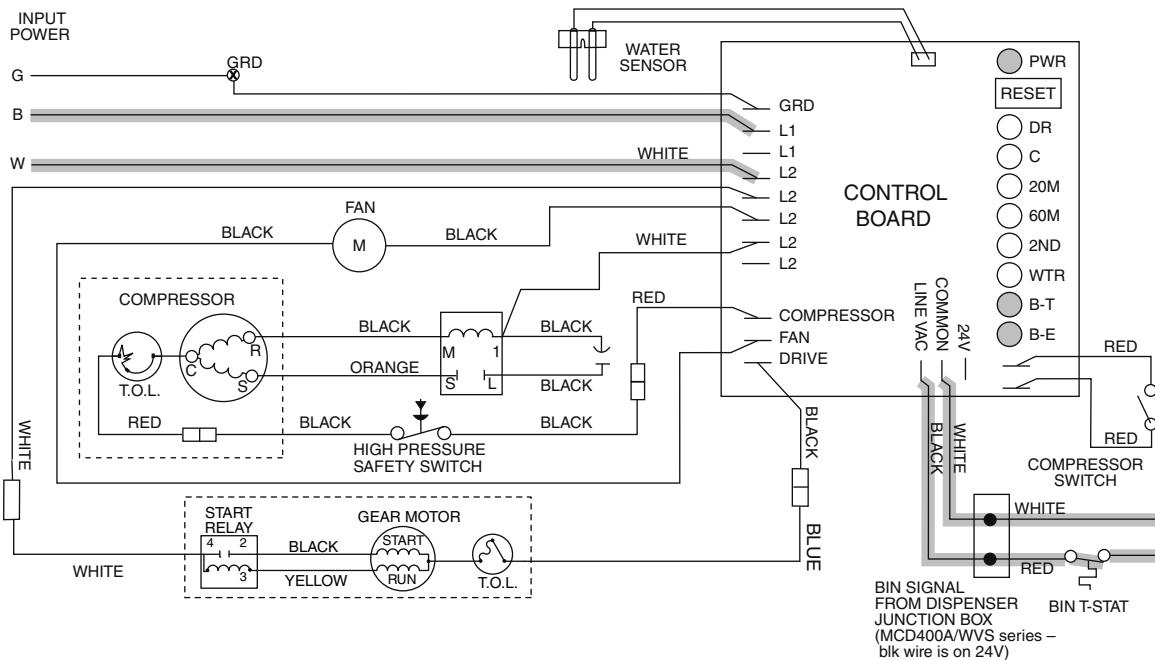 INPUT
POWER
G
GRD
B
W
WHITE
WATER
SENSOR
GRD
L1
L1
L2
L2
L2
L2
L2
CONTROL
BOARD
PWR
RESET
DR
C
20M
60M
2ND
WTR
B-T
B-E
FAN
M
BLACK
BLACK
WHITE
COMPRESSOR
T.O.L.
C
R
S
BLACK
ORANGE
M
1
S
L
BLACK
BLACK
RED
COMPRESSOR
FAN
DRIVE
LINE VAC
COMMON
24V
RED
RED
COMPRESSOR
SWITCH
RED
BLACK
HIGH PRESSURE
SAFETY SWITCH
BLACK
WHITE
BLACK
BLUE
BLACK
WHITE
WHITE
RED
BIN T-STAT
START
RELAY
4
2
3
BLACK
YELLOW
GEAR MOTOR
START
RUN
T.O.L.
WHITE
BIN SIGNAL
FROM DISPENSER
JUNCTION BOX
(MCD400A/WVS series –
blk wire is on 24V)